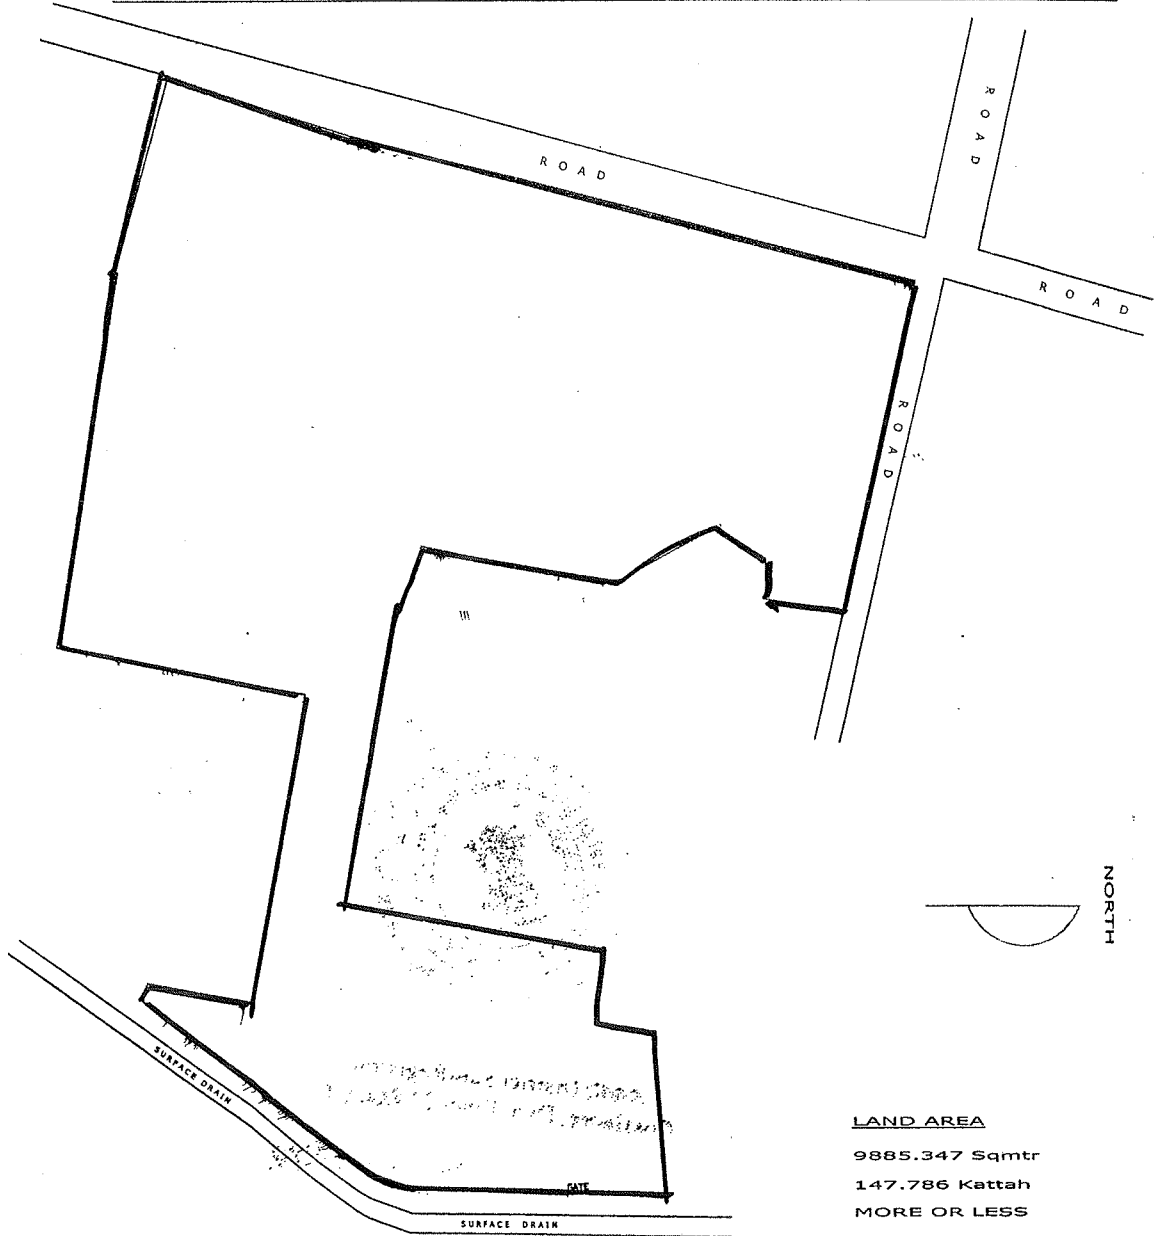 ROAD
ROAD
ROAD
ROAD
NORTH
SURFACE DRAIN
GATE
SURFACE DRAIN
LAND AREA
9885.347 Sqmtr
147.786 Kattah
MORE OR LESS